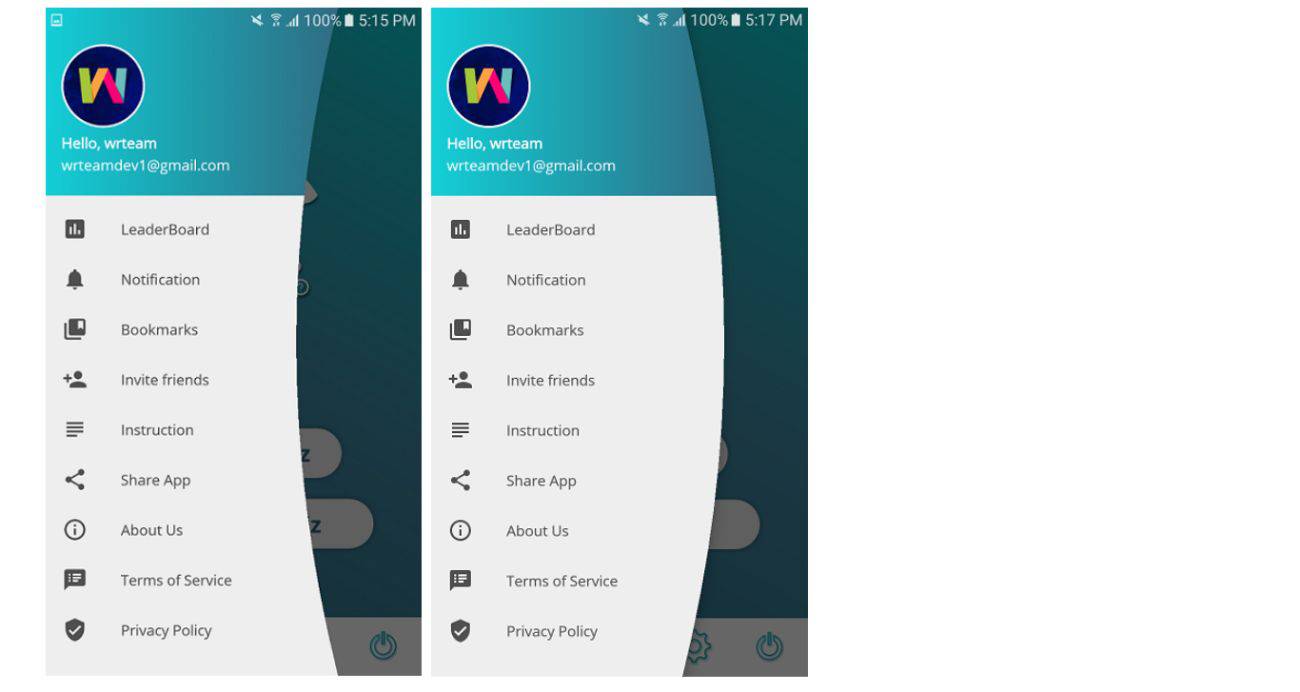 100% 5:15 PM
Hello, wrteam
wrteamdev1@gmail.com
LeaderBoard
Notification
Bookmarks
Invite friends
Instruction
Share App
About Us
Terms of Service
Privacy Policy
z
z
100% 5:17 PM
Hello, wrteam
wrteamdev1@gmail.com
LeaderBoard
Notification
Bookmarks
Invite friends
Instruction
Share App
About Us
Terms of Service
Privacy Policy